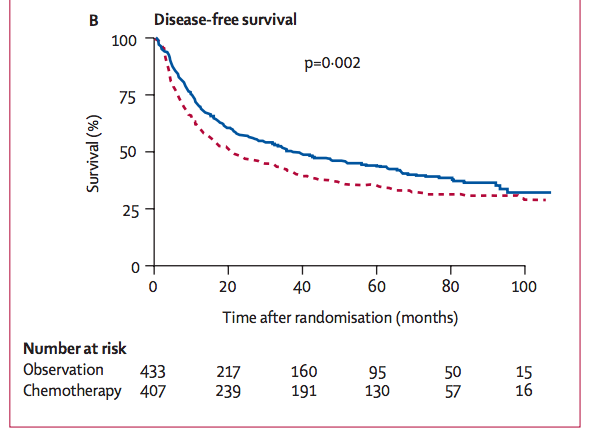 B Disease-free survival
100
p=0·002
75
50
25
0
Survival (%)
0 20 40 60 80 100
Time after randomisation (months)
Number at risk
Observation 433 217 160 95 50 15
Chemotherapy 407 239 191 130 57 16